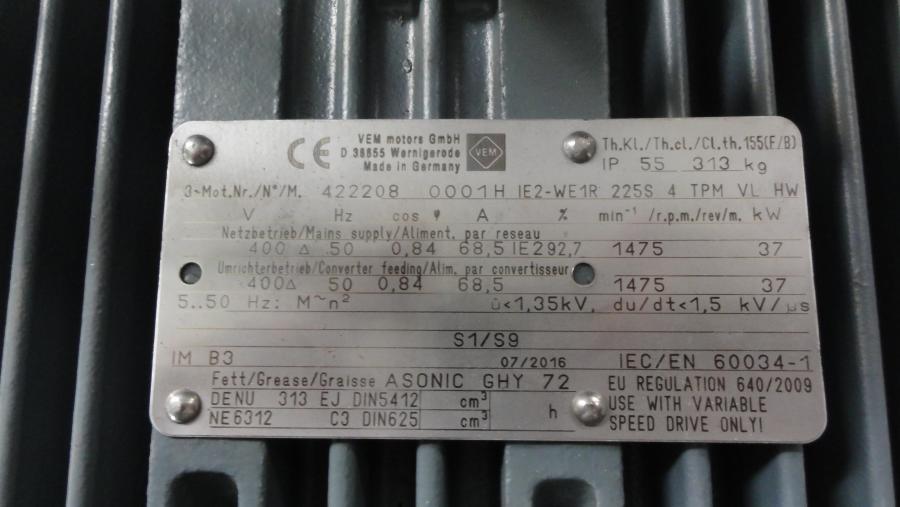 CE VEM motors GmbH
D 38855 Wernigerode
Made in Germany
VEM
Th.Kl./Th.cl./Cl.th.155(F/B)
IP 55 313 kg
3~Mot.Nr./N°/M. 422208 0001H IE2-WE1R 225S 4 TPM VL HW
V Hz cos φ A % min⁻¹ /r.p.m./rev/m. kW
Netzbetrieb/Mains supply/Aliment. par reseau
400 Δ 50 0,84 68,5 IE2 92,7 1475 37
Umrichterbetrieb/Converter feeding/Alim. par convertisseur
400Δ 50 0,84 68,5 1475 37
5..50 Hz: M~n² û<1,35kV, du/dt<1,5 kV/µs
S1/S9
IM B3 07/2016 IEC/EN 60034-1
Fett/Grease/Graisse ASONIC GHY 72
DENU 313 EJ DIN5412 cm³
NE6312 C3 DIN625 cm³ h
EU REGULATION 640/2009
USE WITH VARIABLE
SPEED DRIVE ONLY!